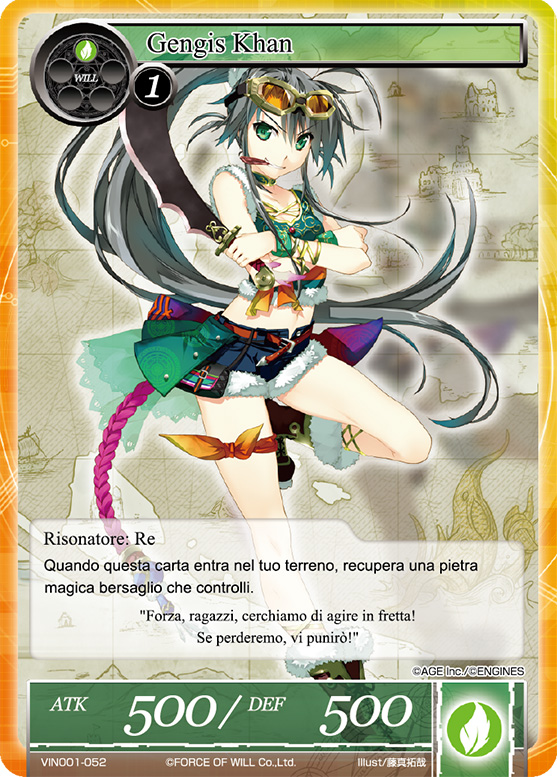 Gengis Khan
WILL
1
Risonatore: Re
Quando questa carta entra nel tuo terreno, recupera una pietra
magica bersaglio che controlli.
"Forza, ragazzi, cerchiamo di agire in fretta!
Se perderemo, vi punirò!"
©AGE Inc./©ENGINES
ATK 500 / DEF 500
VIN001-052 ©FORCE OF WILL Co.,Ltd. Illust/藤真拓哉